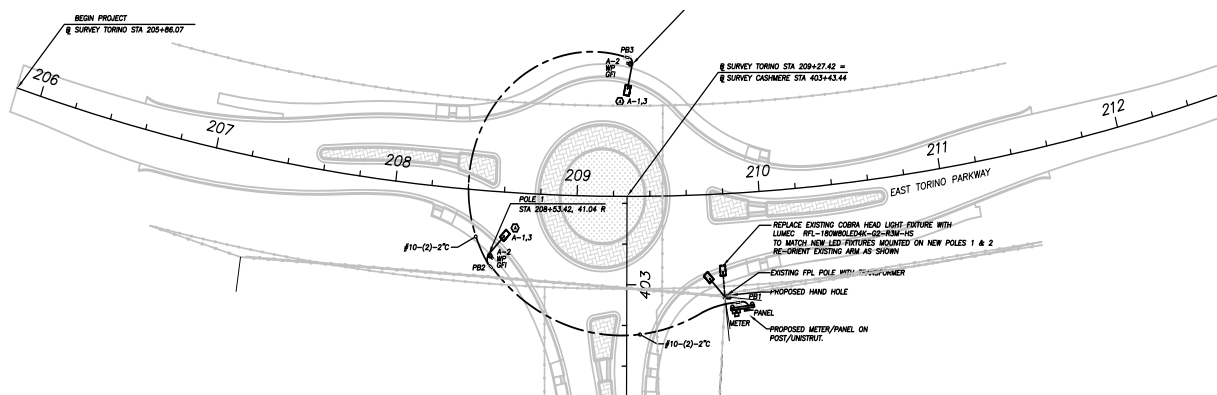 BEGIN PROJECT
@ SURVEY TORINO STA 205+86.07
206
207
208
209
210
211
212
PB3
A-2
WP
GFI
A-1,3
℄ SURVEY TORINO STA 209+27.42 =
℄ SURVEY CASHMERE STA 403+43.44
EAST TORINO PARKWAY
POLE 1
STA 208+53.42, 41.04 R
A-1,3
#10-(2)-2"C
A-2
WP
GFI
PB2
403
REPLACE EXISTING COBRA HEAD LIGHT FIXTURE WITH
LUMEC RFL-180W80LED4K-G2-R3M-HS
TO MATCH NEW LED FIXTURES MOUNTED ON NEW POLES 1 & 2
RE-ORIENT EXISTING ARM AS SHOWN
EXISTING FPL POLE WITH TRANSFORMER
PROPOSED HAND HOLE
PB1
PANEL
METER
PROPOSED METER/PANEL ON
POST/UNISTRUT.
#10-(2)-2"C